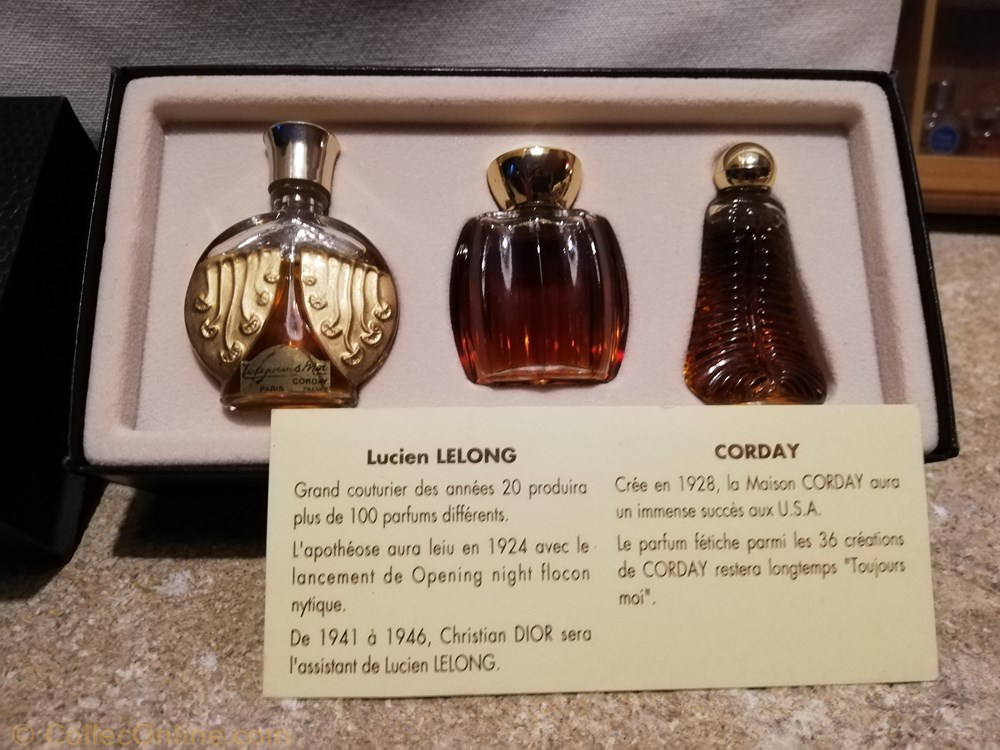 Toujours Moi
CORDAY
PARIS FRANCE
Lucien LELONG
Grand couturier des années 20 produira
plus de 100 parfums différents.
L'apothéose aura leiu en 1924 avec le
lancement de Opening night flocon
nytique.
De 1941 à 1946, Christian DIOR sera
l'assistant de Lucien LELONG.
CORDAY
Crée en 1928, la Maison CORDAY aura
un immense succès aux U.S.A.
Le parfum fétiche parmi les 36 créations
de CORDAY restera longtemps "Toujours
moi".
© CollecOnline.com